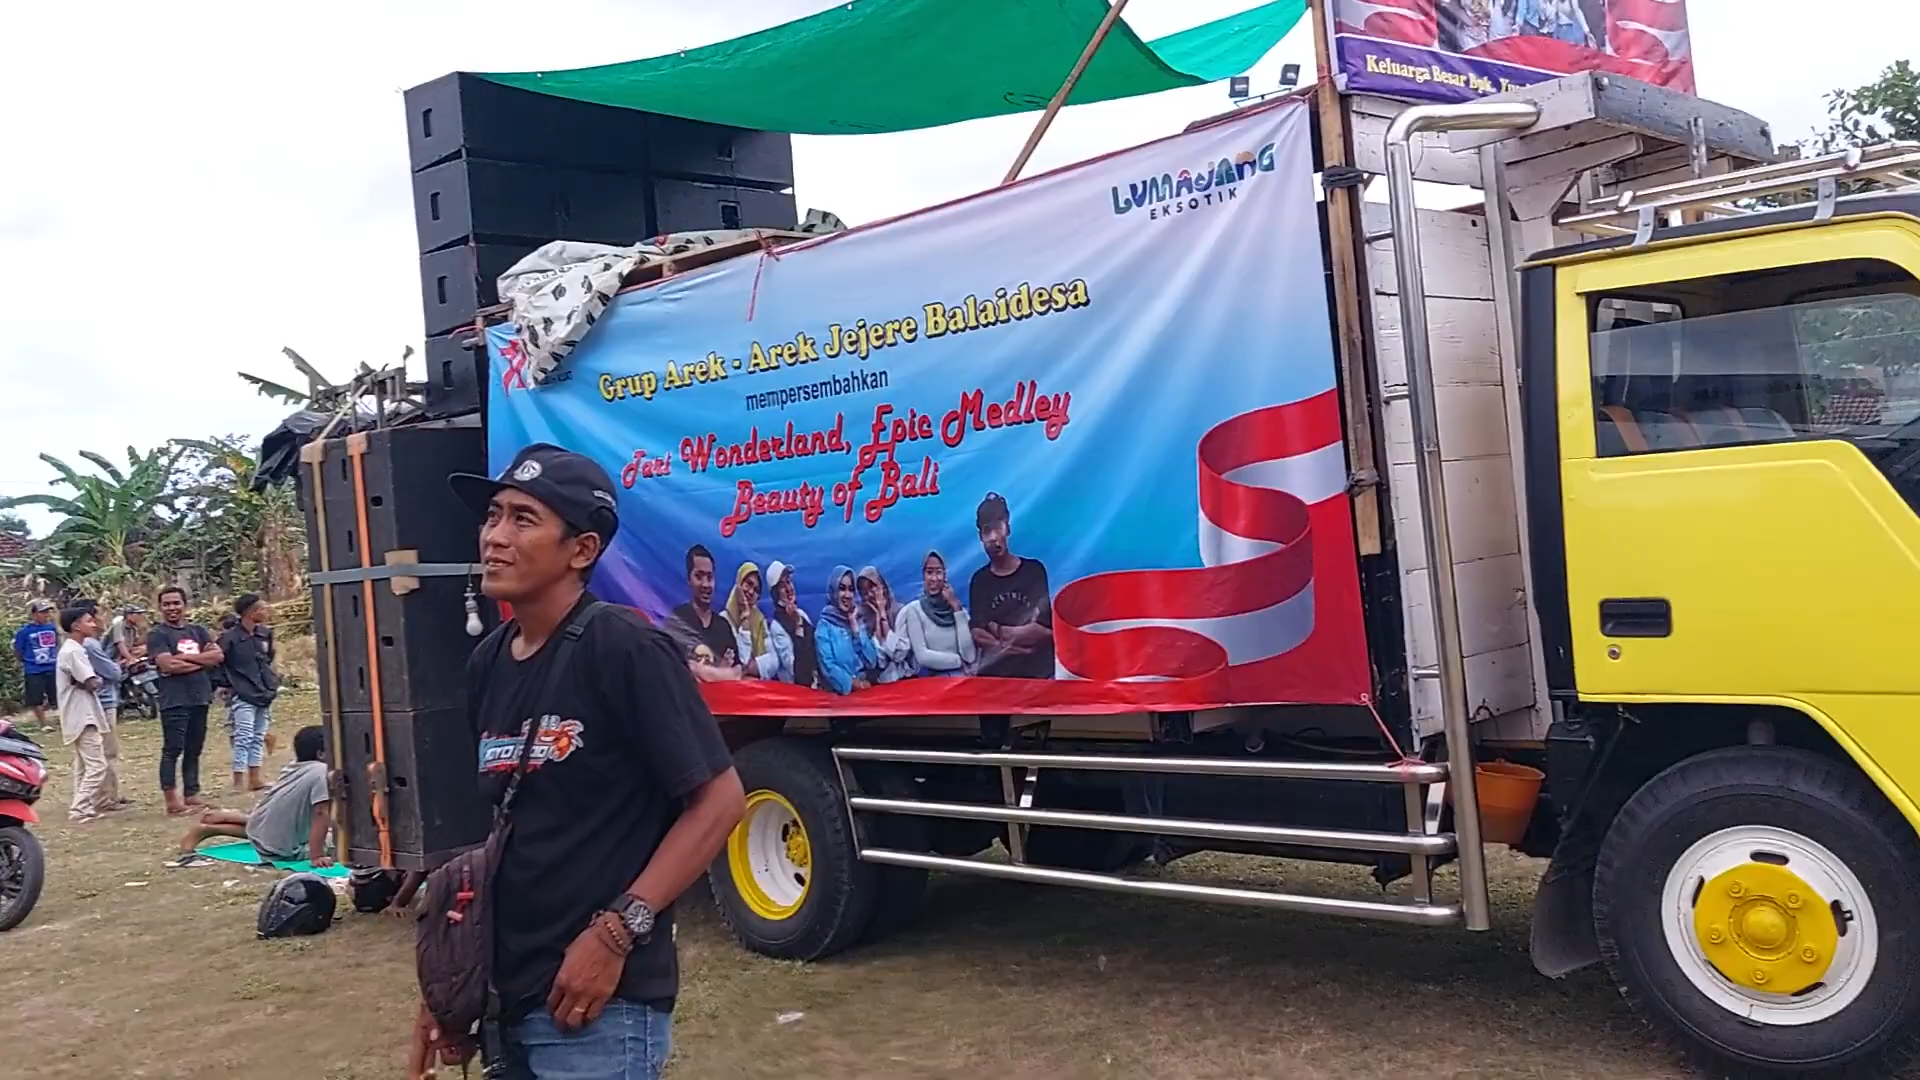 Keluarga Besar Bpk.
LUMAJANG
EKSOTIK
Grup Arek - Arek Jejere Balaidesa
mempersembahkan
Tari Wonderland, Epic Medley
Beauty of Bali